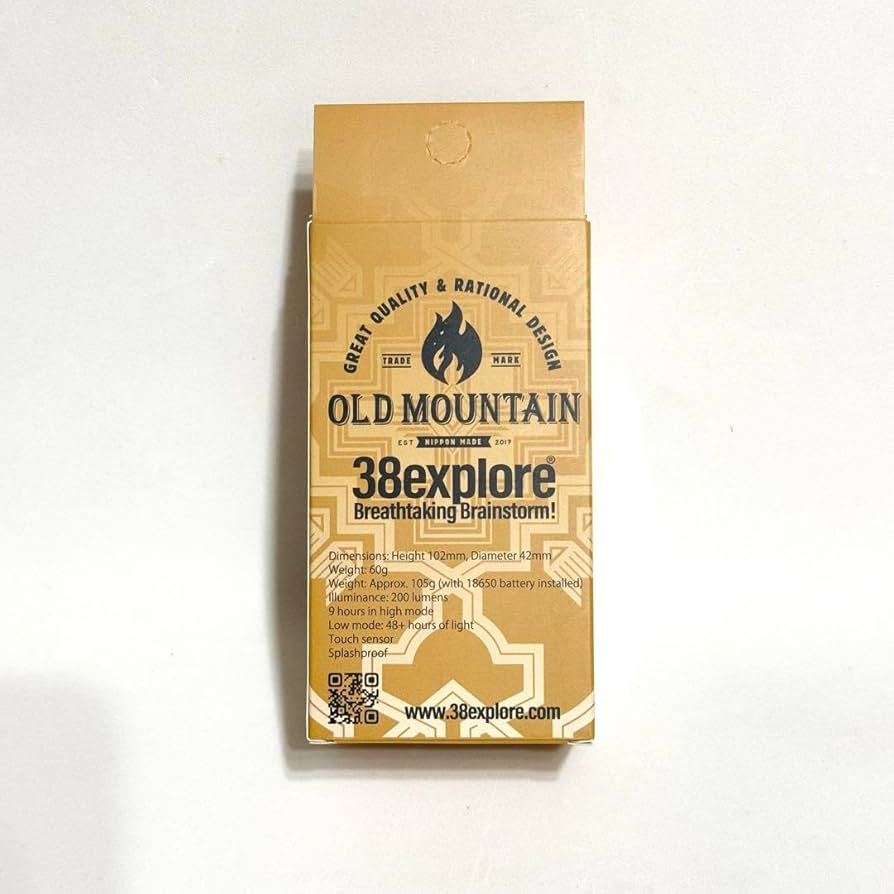 GREAT QUALITY & RATIONAL DESIGN
TRADE MARK
OLD MOUNTAIN
EST NIPPON MADE 2017
38explore®
Breathtaking Brainstorm!
Dimensions: Height 102mm, Diameter 42mm
Weight: 60g
Weight: Approx. 105g (with 18650 battery installed)
Illuminance: 200 lumens
9 hours in high mode
Low mode: 48+ hours of light
Touch sensor
Splashproof
www.38explore.com